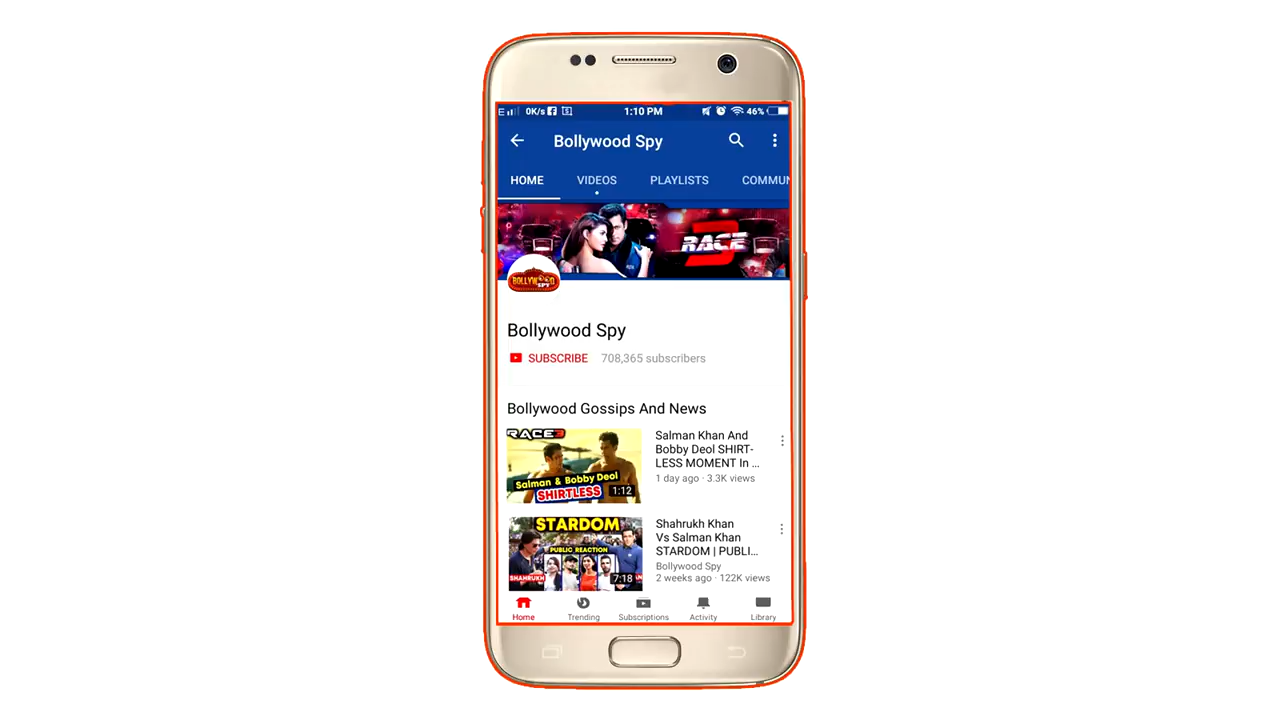 0K/s 1:10 PM 46%
Bollywood Spy
HOME VIDEOS PLAYLISTS COMMUN
RACE 3
BOLLYWOOD
SPY
Bollywood Spy
SUBSCRIBE 708,365 subscribers
Bollywood Gossips And News
RACE3
Salman & Bobby Deol
SHIRTLESS
1:12
Salman Khan And
Bobby Deol SHIRT-
LESS MOMENT In ...
1 day ago · 3.3K views
STARDOM
PUBLIC REACTION
SHAHRUKH
7:18
Shahrukh Khan
Vs Salman Khan
STARDOM | PUBLI...
Bollywood Spy
2 weeks ago · 122K views
Home Trending Subscriptions Activity Library